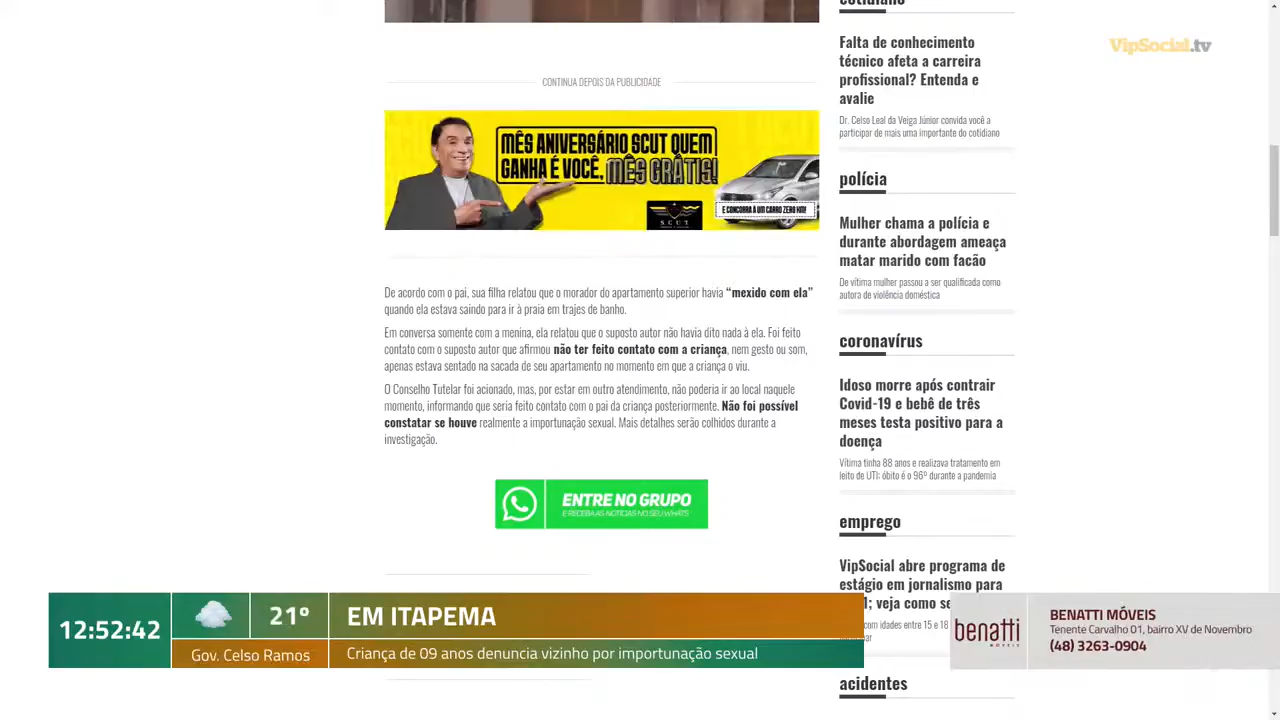 VipSocial.tv
CONTINUA DEPOIS DA PUBLICIDADE
MÊS ANIVERSÁRIO SCUT QUEM
GANHA É VOCÊ, MÊS GRÁTIS!
E CONCORRA A UM CARRO ZERO KM!
SCUT
De acordo com o pai, sua filha relatou que o morador do apartamento superior havia “mexido com ela”
quando ela estava saindo para ir à praia em trajes de banho.
Em conversa somente com a menina, ela relatou que o suposto autor não havia dito nada à ela. Foi feito
contato com o suposto autor que afirmou não ter feito contato com a criança, nem gesto ou som,
apenas estava sentado na sacada de seu apartamento no momento em que a criança o viu.
O Conselho Tutelar foi acionado, mas, por estar em outro atendimento, não poderia ir ao local naquele
momento, informando que seria feito contato com o pai da criança posteriormente. Não foi possível
constatar se houve realmente a importunação sexual. Mais detalhes serão colhidos durante a
investigação.
ENTRE NO GRUPO
E RECEBA AS NOTÍCIAS NO SEU WHATS
cotidiano
Falta de conhecimento
técnico afeta a carreira
profissional? Entenda e
avalie
Dr. Celso Leal da Veiga Júnior convida você a
participar de mais uma importante do cotidiano
polícia
Mulher chama a polícia e
durante abordagem ameaça
matar marido com facão
De vítima mulher passou a ser qualificada como
autora de violência doméstica
coronavírus
Idoso morre após contrair
Covid-19 e bebê de três
meses testa positivo para a
doença
Vítima tinha 88 anos e realizava tratamento em
leito de UTI; óbito é o 96º durante a pandemia
emprego
VipSocial abre programa de
estágio em jornalismo para
1; veja como se
com idades entre 15 e 18
acidentes
12:52:42
21º
Gov. Celso Ramos
EM ITAPEMA
Criança de 09 anos denuncia vizinho por importunação sexual
benatti
MÓVEIS
BENATTI MÓVEIS
Tenente Carvalho 01, bairro XV de Novembro
(48) 3263-0904